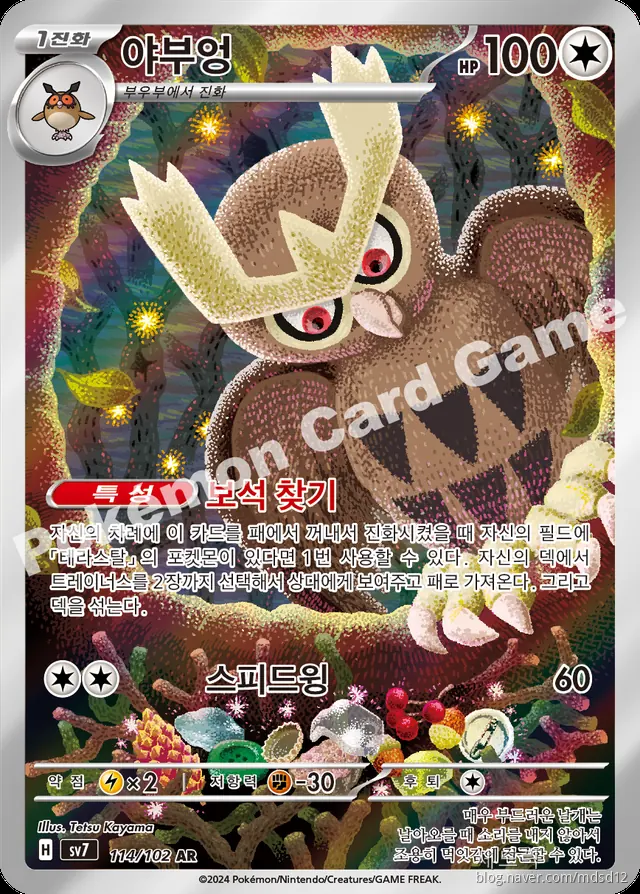 1진화
야부엉
HP 100
부우부에서 진화
Pokémon Card Game
특성 보석 찾기
자신의 차례에 이 카드를 패에서 꺼내서 진화시켰을 때 자신의 필드에
「테라스탈」의 포켓몬이 있다면 1번 사용할 수 있다. 자신의 덱에서
트레이너스를 2장까지 선택해서 상대에게 보여주고 패로 가져온다. 그리고
덱을 섞는다.
스피드윙 60
약점 ×2 저항력 -30 후퇴
매우 부드러운 날개는
날아오를 때 소리를 내지 않아서
조용히 먹잇감에 접근할 수 있다.
Illus. Tetsu Kayama
H sv7 114/102 AR
©2024 Pokémon/Nintendo/Creatures/GAME FREAK.
blog.naver.com/mdsd12